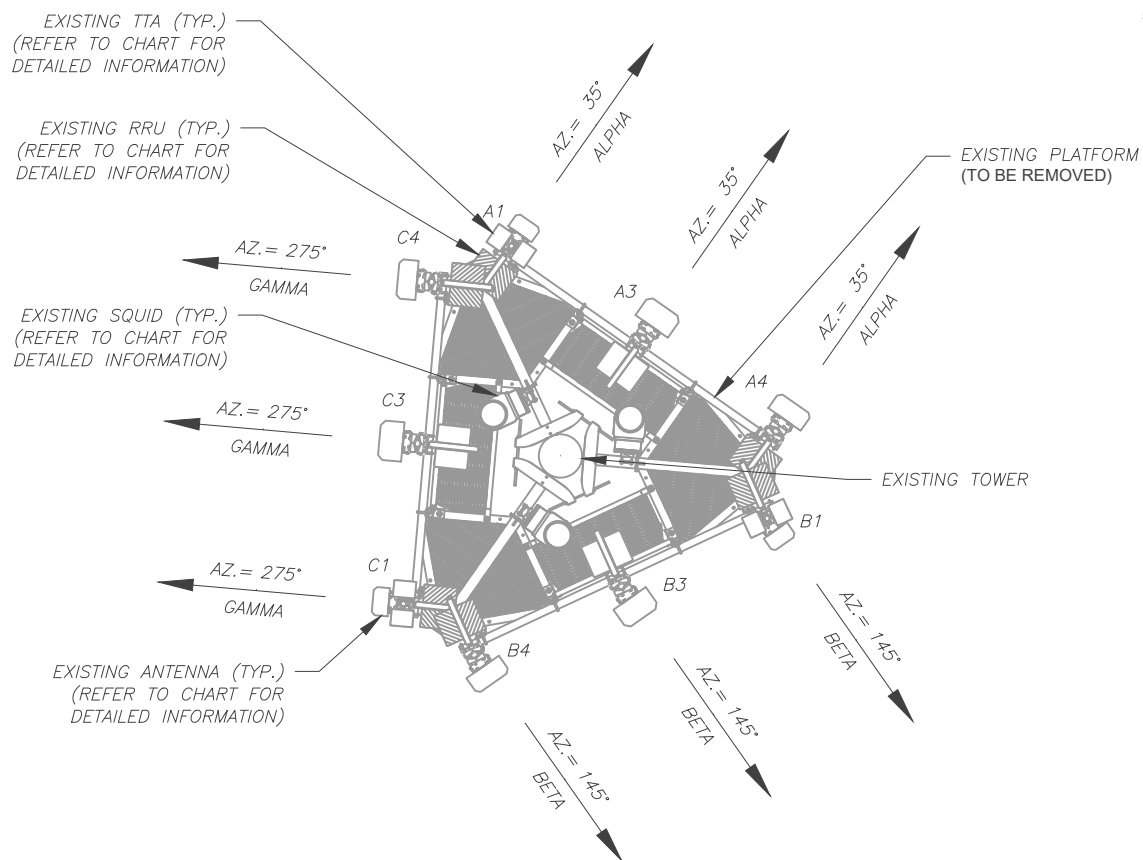 EXISTING TTA (TYP.)
(REFER TO CHART FOR
DETAILED INFORMATION)
EXISTING RRU (TYP.)
(REFER TO CHART FOR
DETAILED INFORMATION)
AZ.= 35°
ALPHA
AZ.= 35°
ALPHA
AZ.= 35°
ALPHA
EXISTING PLATFORM
(TO BE REMOVED)
A1
C4
AZ.= 275°
GAMMA
A3
EXISTING SQUID (TYP.)
(REFER TO CHART FOR
DETAILED INFORMATION)
A4
C3
AZ.= 275°
GAMMA
EXISTING TOWER
B1
C1
AZ.= 275°
GAMMA
B3
B4
EXISTING ANTENNA (TYP.)
(REFER TO CHART FOR
DETAILED INFORMATION)
AZ.= 145°
BETA
AZ.= 145°
BETA
AZ.= 145°
BETA